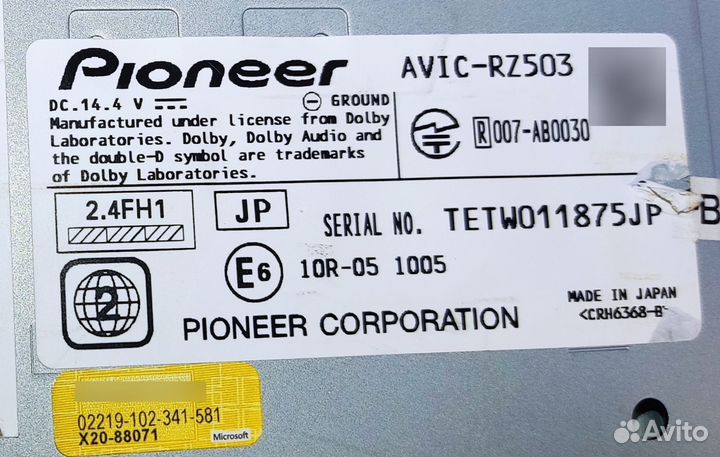 Pioneer
AVIC-RZ503
DC.14.4 V
GROUND
Manufactured under license from Dolby
Laboratories. Dolby, Dolby Audio and
the double-D symbol are trademarks
of Dolby Laboratories.
R 007-AB0030
2.4FH1
JP
SERIAL NO. TETW011875JP
B
E6
10R-05 1005
2
MADE IN JAPAN
<CRH6368-B>
PIONEER CORPORATION
02219-102-341-581
X20-88071
Microsoft
Avito